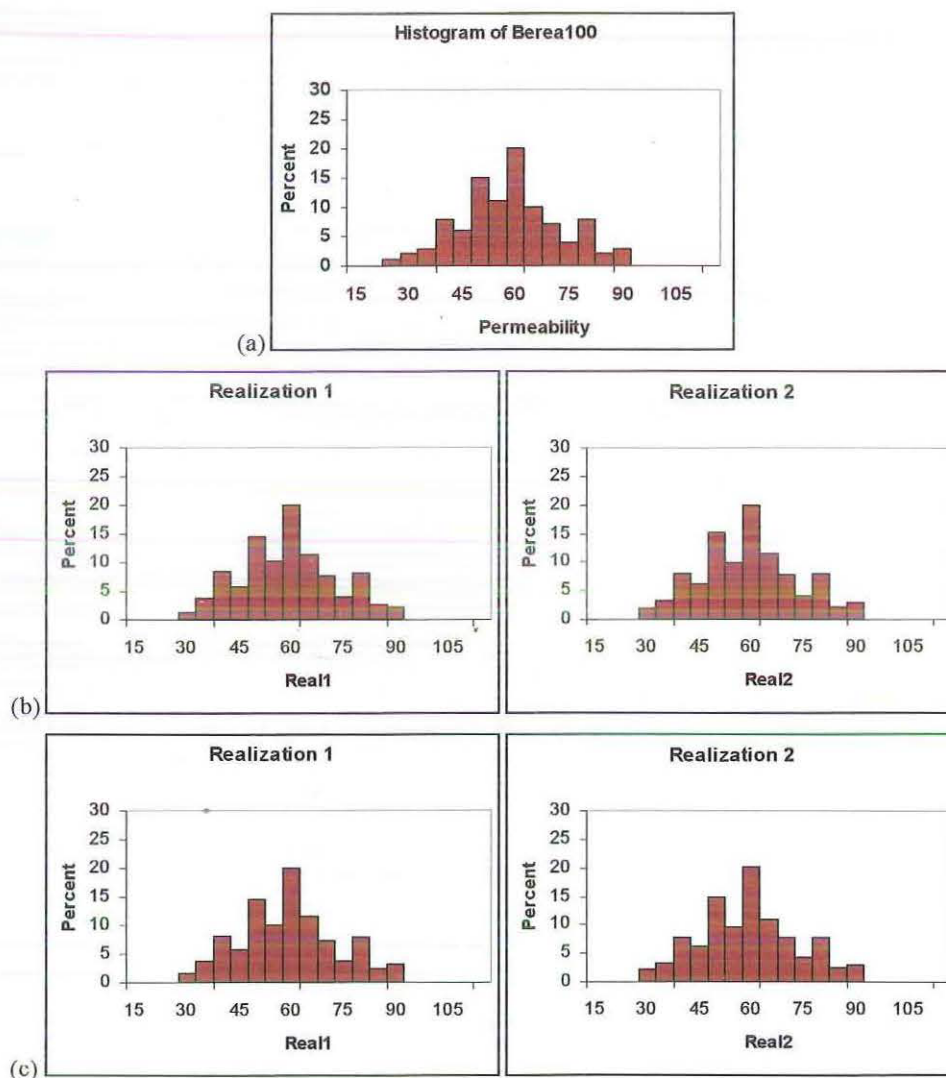 Histogram of Berea100
30
25
20
15
10
5
0
Percent
15 30 45 60 75 90 105
Permeability
(a)
Realization 1
30
25
20
15
10
5
0
Percent
15 30 45 60 75 90 105
Real1
Realization 2
30
25
20
15
10
5
0
Percent
15 30 45 60 75 90 105
Real2
(b)
Realization 1
30
25
20
15
10
5
0
Percent
15 30 45 60 75 90 105
Real1
Realization 2
30
25
20
15
10
5
0
Percent
15 30 45 60 75 90 105
Real2
(c)